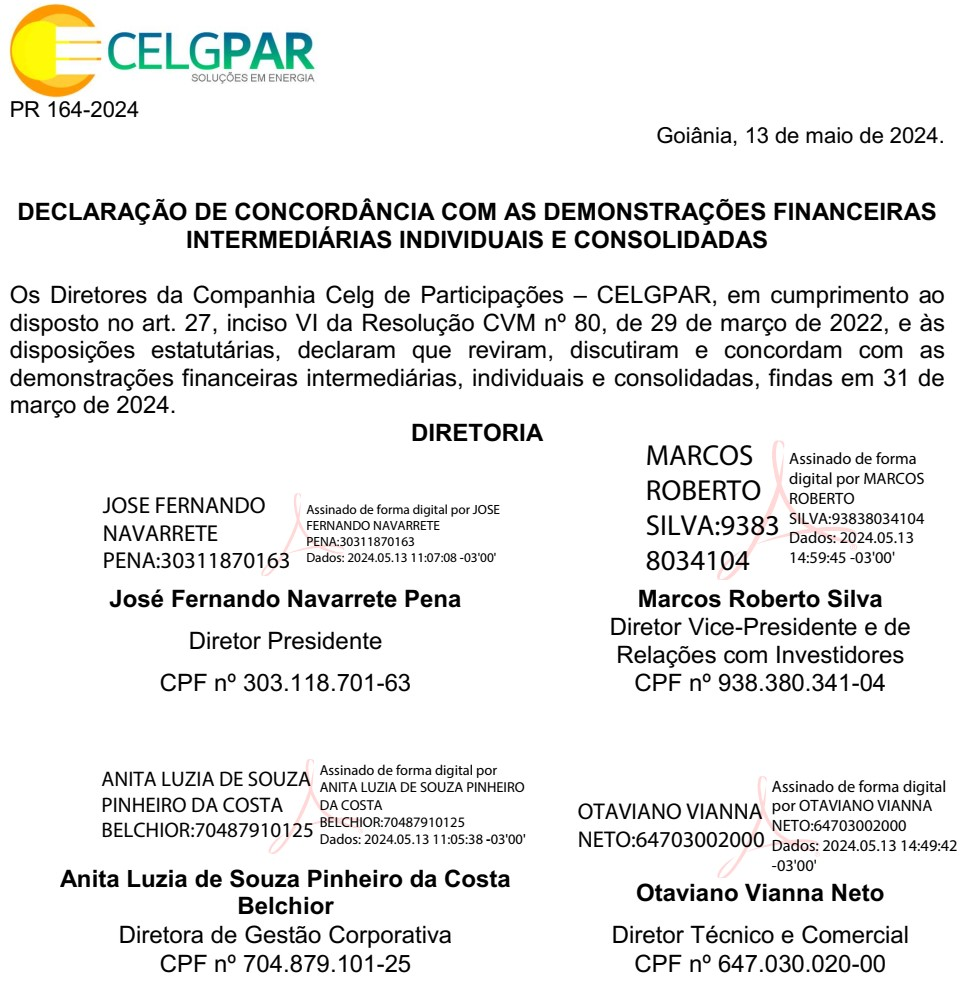 CELGPAR
SOLUÇÕES EM ENERGIA
PR 164-2024
Goiânia, 13 de maio de 2024.
DECLARAÇÃO DE CONCORDÂNCIA COM AS DEMONSTRAÇÕES FINANCEIRAS
INTERMEDIÁRIAS INDIVIDUAIS E CONSOLIDADAS
Os Diretores da Companhia Celg de Participações – CELGPAR, em cumprimento ao
disposto no art. 27, inciso VI da Resolução CVM nº 80, de 29 de março de 2022, e às
disposições estatutárias, declaram que reviram, discutiram e concordam com as
demonstrações financeiras intermediárias, individuais e consolidadas, findas em 31 de
março de 2024.
DIRETORIA
JOSE FERNANDO
NAVARRETE
PENA:30311870163
Assinado de forma digital por JOSE
FERNANDO NAVARRETE
PENA:30311870163
Dados: 2024.05.13 11:07:08 -03'00'
José Fernando Navarrete Pena
Diretor Presidente
CPF nº 303.118.701-63
MARCOS
ROBERTO
SILVA:9383
8034104
Assinado de forma
digital por MARCOS
ROBERTO
SILVA:93838034104
Dados: 2024.05.13
14:59:45 -03'00'
Marcos Roberto Silva
Diretor Vice-Presidente e de
Relações com Investidores
CPF nº 938.380.341-04
ANITA LUZIA DE SOUZA
PINHEIRO DA COSTA
BELCHIOR:70487910125
Assinado de forma digital por
ANITA LUZIA DE SOUZA PINHEIRO
DA COSTA
BELCHIOR:70487910125
Dados: 2024.05.13 11:05:38 -03'00'
Anita Luzia de Souza Pinheiro da Costa
Belchior
Diretora de Gestão Corporativa
CPF nº 704.879.101-25
OTAVIANO VIANNA
NETO:64703002000
Assinado de forma digital
por OTAVIANO VIANNA
NETO:64703002000
Dados: 2024.05.13 14:49:42
-03'00'
Otaviano Vianna Neto
Diretor Técnico e Comercial
CPF nº 647.030.020-00